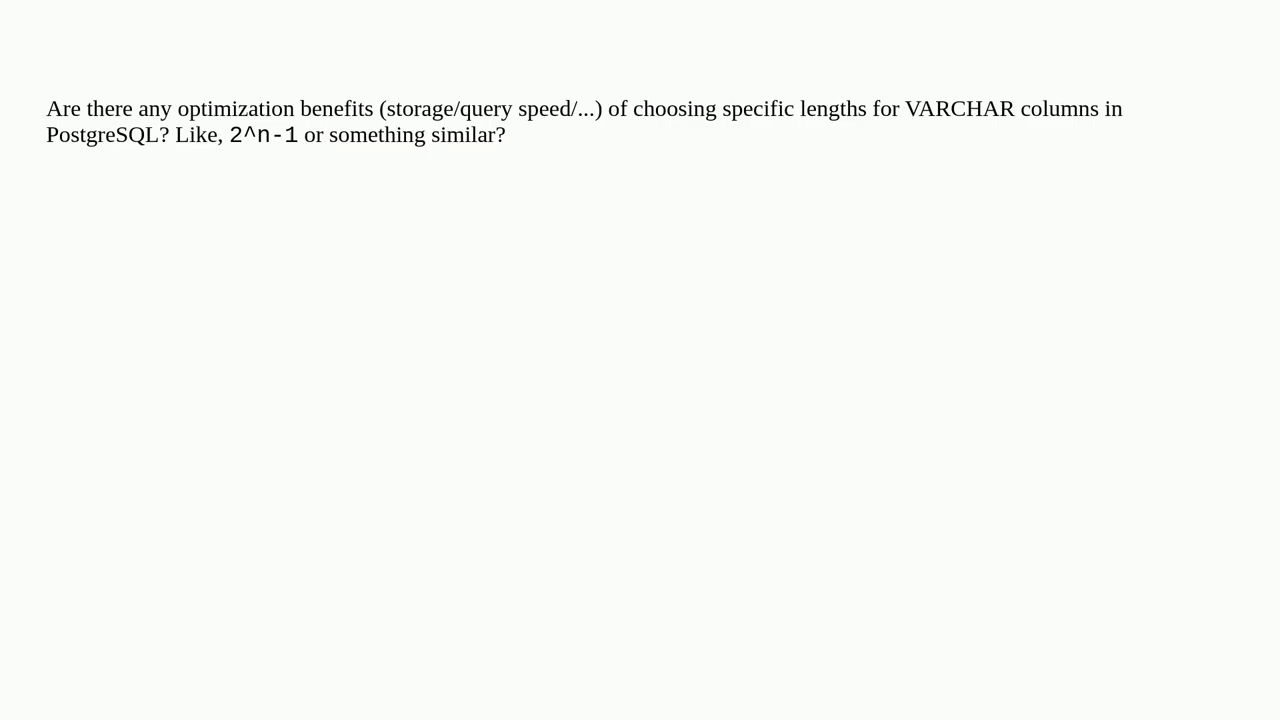 Are there any optimization benefits (storage/query speed/...) of choosing specific lengths for VARCHAR columns in
PostgreSQL? Like, 2^n-1 or something similar?